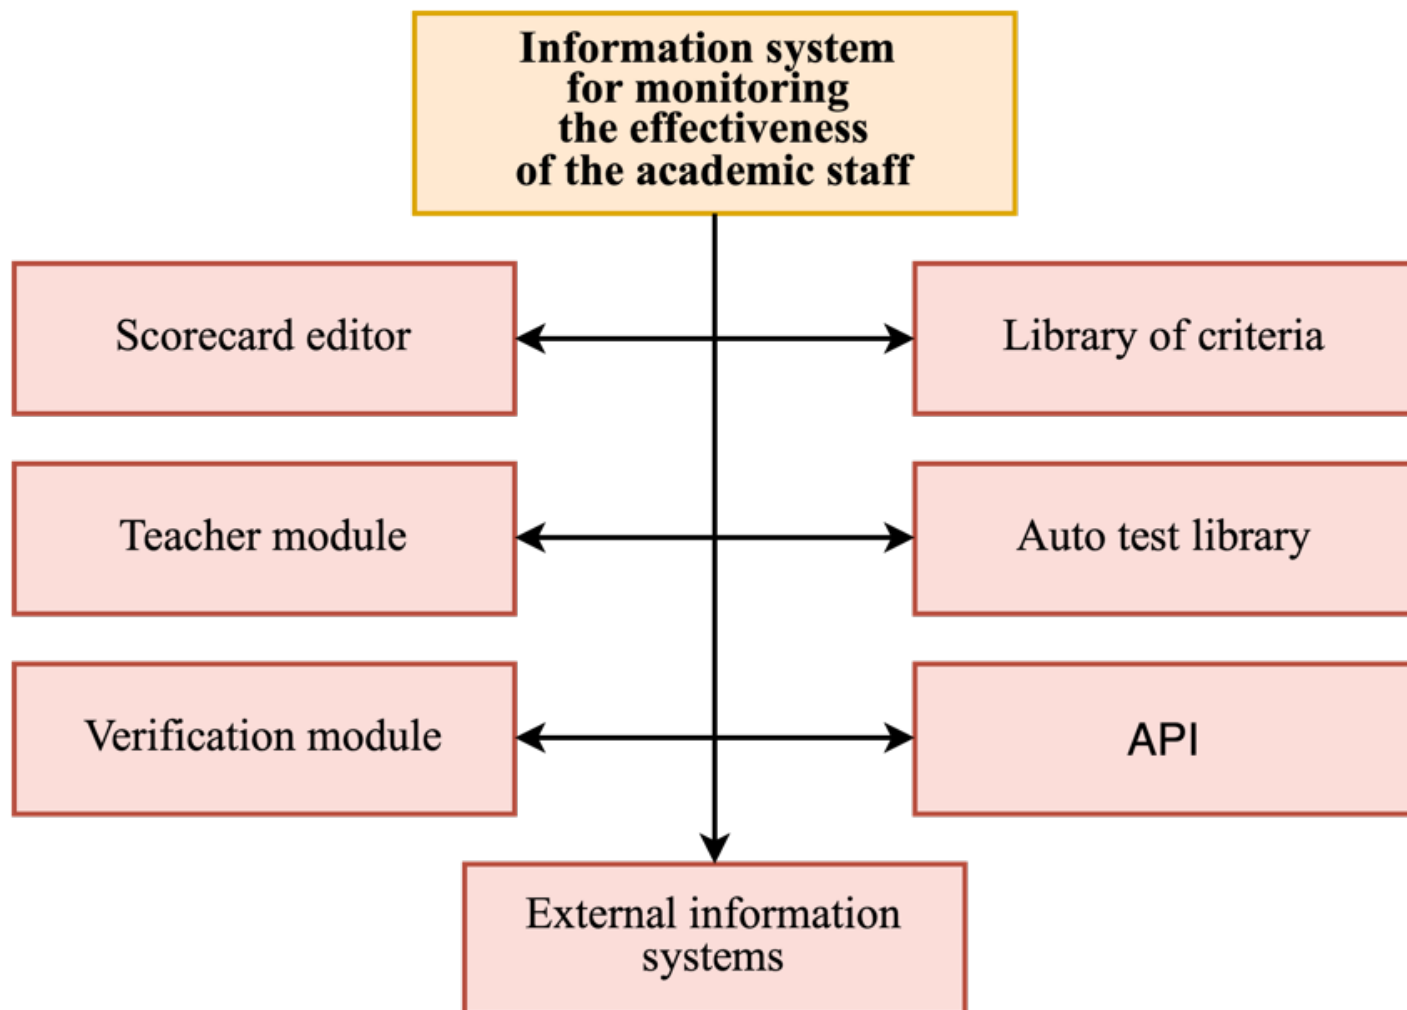 Information system
for monitoring
the effectiveness
of the academic staff
Scorecard editor
Library of criteria
Teacher module
Auto test library
Verification module
API
External information
systems